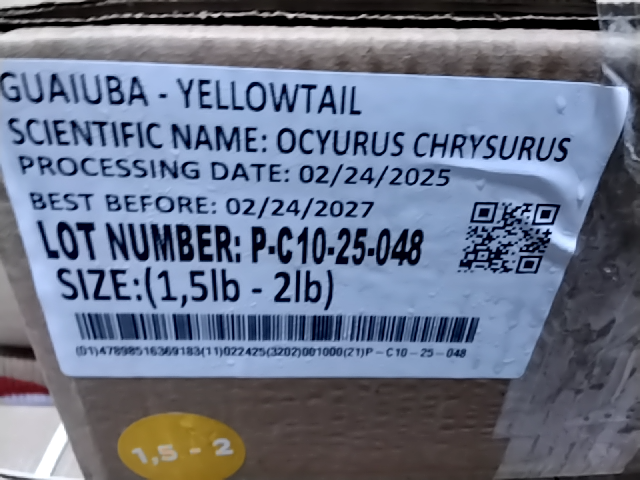 GUAIUBA - YELLOWTAIL
SCIENTIFIC NAME: OCYURUS CHRYSURUS
PROCESSING DATE: 02/24/2025
BEST BEFORE: 02/24/2027
LOT NUMBER: P-C10-25-048
SIZE:(1,5lb - 2lb)
(01)47898516369183(11)022425(3202)001000(21)P-C10-25-048
1,5 - 2